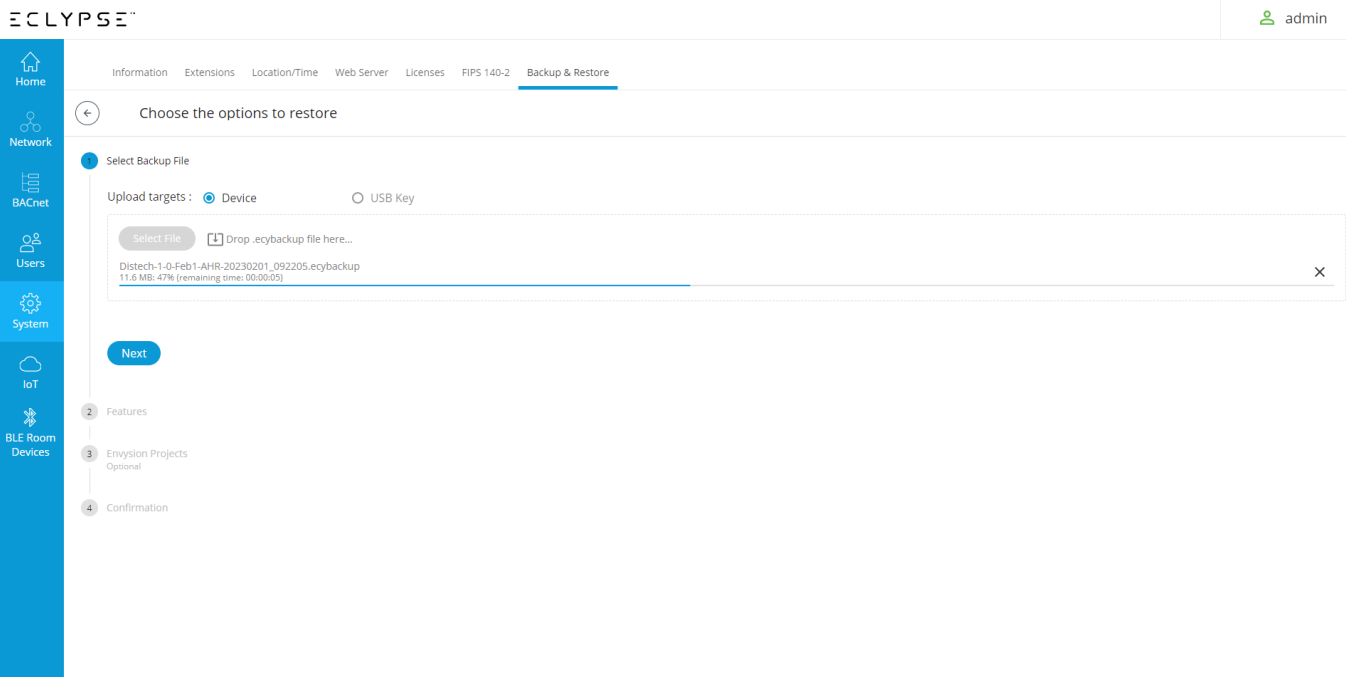 ECLYPSE™
admin
Home
Network
BACnet
Users
System
IoT
BLE Room
Devices
Information Extensions Location/Time Web Server Licenses FIPS 140-2 Backup & Restore
Choose the options to restore
1 Select Backup File
Upload targets : Device USB Key
Select File Drop .ecybackup file here...
Distech-1-0-Feb1-AHR-20230201_092205.ecybackup
11.6 MB: 47% (remaining time: 00:00:05)
Next
2 Features
3 Envysion Projects
Optional
4 Confirmation